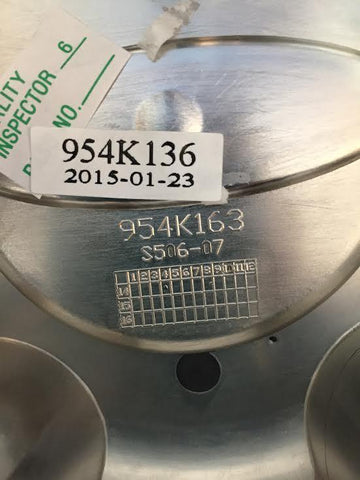 QUALITY
INSPECTOR 6
NO.
954K136
2015-01-23
954K163
S506-07
1 2 3 4 5 6 7 8 9 10 11 12
14
15
16